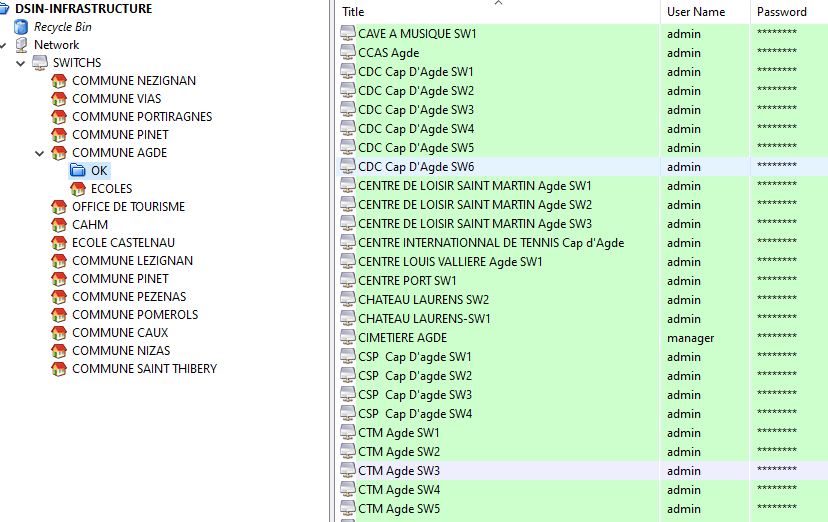 DSIN-INFRASTRUCTURE
Recycle Bin
Network
SWITCHS
COMMUNE NEZIGNAN
COMMUNE VIAS
COMMUNE PORTIRAGNES
COMMUNE PINET
COMMUNE AGDE
OK
ECOLES
OFFICE DE TOURISME
CAHM
ECOLE CASTELNAU
COMMUNE LEZIGNAN
COMMUNE PINET
COMMUNE PEZENAS
COMMUNE POMEROLS
COMMUNE CAUX
COMMUNE NIZAS
COMMUNE SAINT THIBERY
Title User Name Password
CAVE A MUSIQUE SW1 admin ********
CCAS Agde admin ********
CDC Cap D'Agde SW1 admin ********
CDC Cap D'Agde SW2 admin ********
CDC Cap D'Agde SW3 admin ********
CDC Cap D'Agde SW4 admin ********
CDC Cap D'Agde SW5 admin ********
CDC Cap D'Agde SW6 admin ********
CENTRE DE LOISIR SAINT MARTIN Agde SW1 admin ********
CENTRE DE LOISIR SAINT MARTIN Agde SW2 admin ********
CENTRE DE LOISIR SAINT MARTIN Agde SW3 admin ********
CENTRE INTERNATIONNAL DE TENNIS Cap d'Agde admin ********
CENTRE LOUIS VALLIERE Agde SW1 admin ********
CENTRE PORT SW1 admin ********
CHATEAU LAURENS SW2 admin ********
CHATEAU LAURENS-SW1 admin ********
CIMETIERE AGDE manager ********
CSP Cap D'agde SW1 admin ********
CSP Cap D'agde SW2 admin ********
CSP Cap D'agde SW3 admin ********
CSP Cap D'agde SW4 admin ********
CTM Agde SW1 admin ********
CTM Agde SW2 admin ********
CTM Agde SW3 admin ********
CTM Agde SW4 admin ********
CTM Agde SW5 admin ********